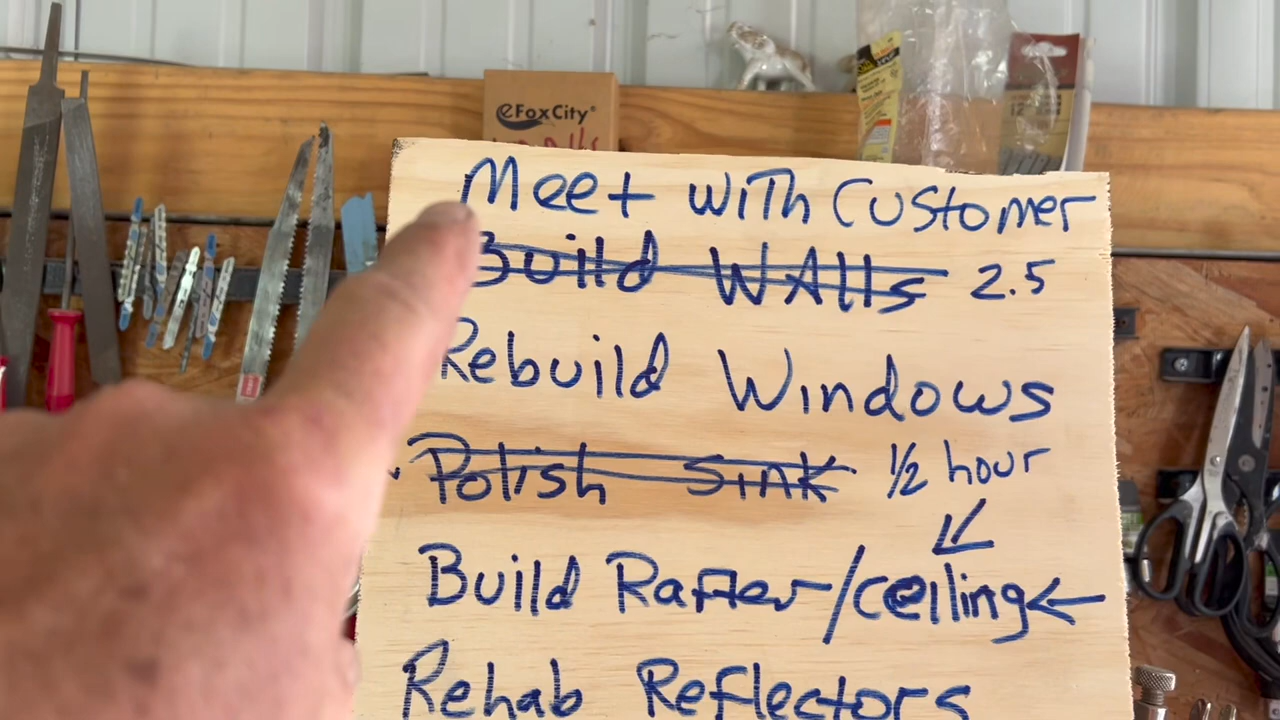 eFoxCity®
Meet with Customer
Build WAlls 2.5
Rebuild Windows
Polish SINK 1/2 hour
Build Rafter/ceiling
Rehab Reflectors